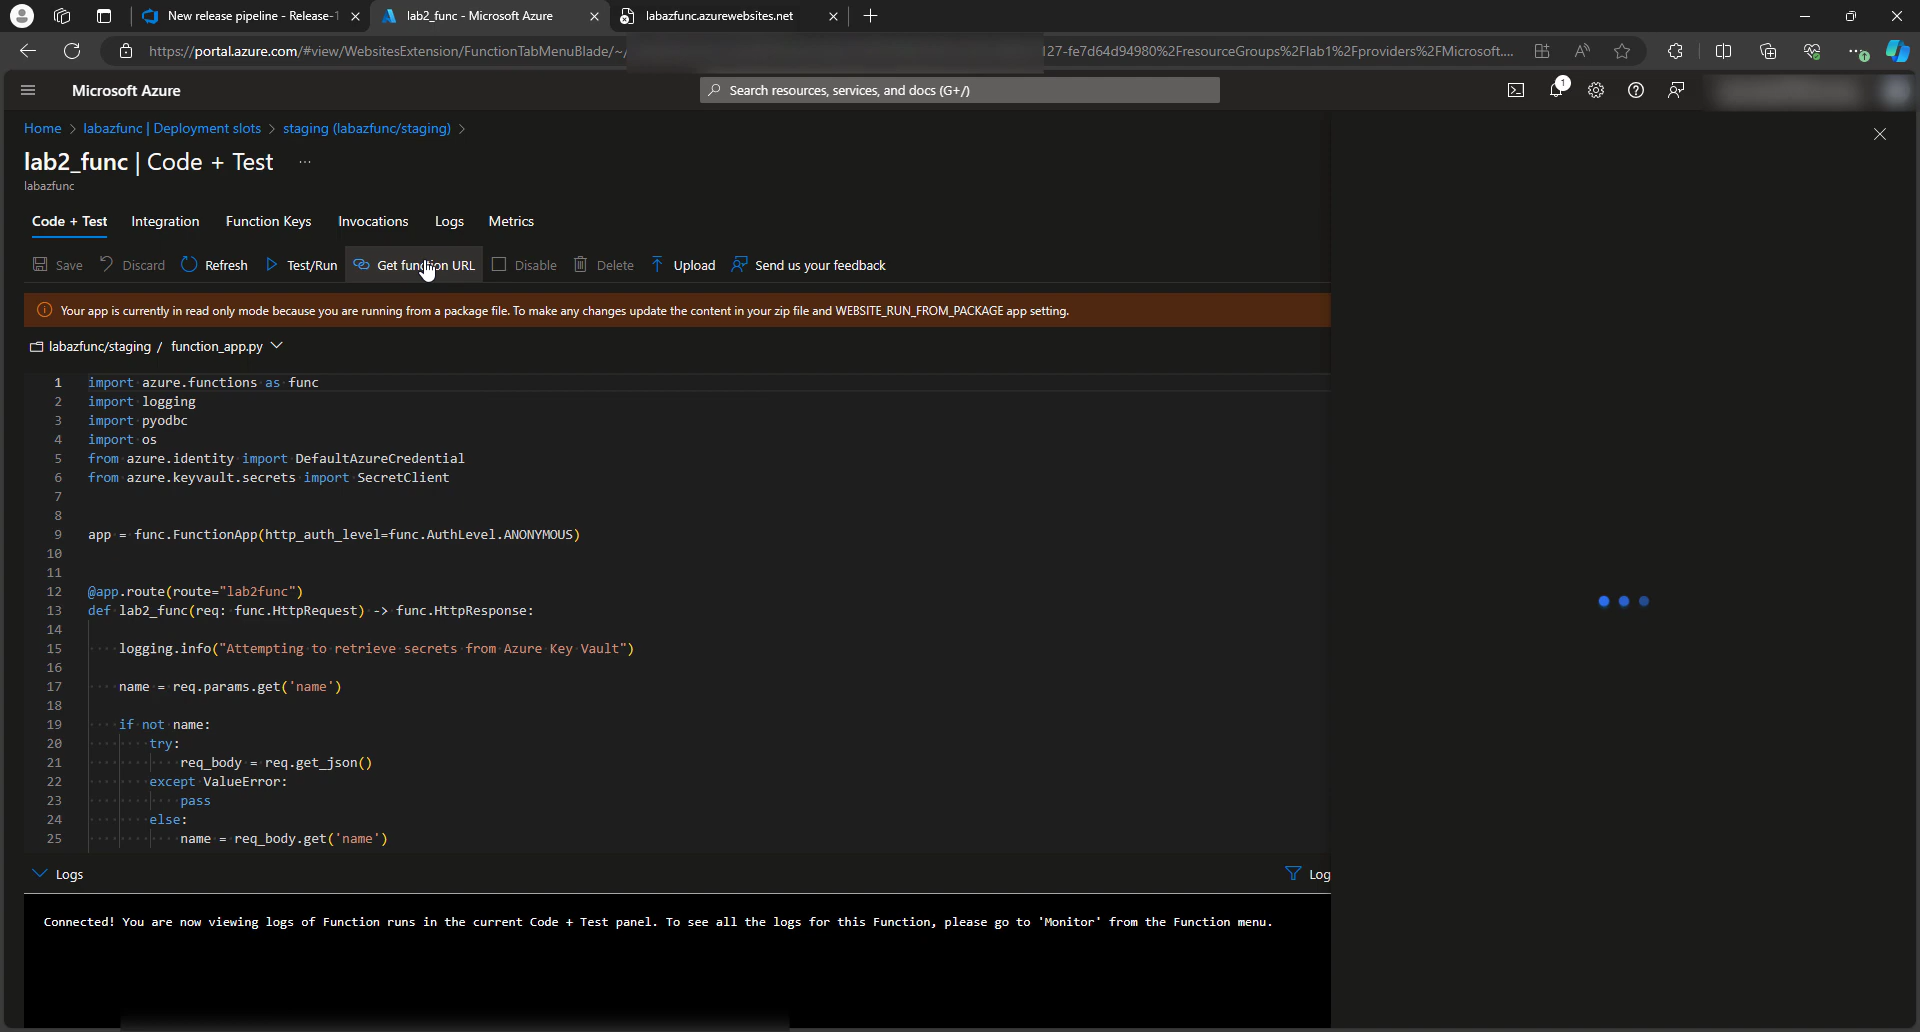 New release pipeline - Release-1
lab2_func - Microsoft Azure
labazfunc.azurewebsites.net
https://portal.azure.com/#view/WebsitesExtension/FunctionTabMenuBlade/~/
127-fe7d64d94980%2FresourceGroups%2Flab1%2Fproviders%2FMicrosoft....
Microsoft Azure
Search resources, services, and docs (G+/)
1
Home > labazfunc | Deployment slots > staging (labazfunc/staging) >
lab2_func | Code + Test ...
labazfunc
Code + Test Integration Function Keys Invocations Logs Metrics
Save Discard Refresh Test/Run Get function URL Disable Delete Upload Send us your feedback
Your app is currently in read only mode because you are running from a package file. To make any changes update the content in your zip file and WEBSITE_RUN_FROM_PACKAGE app setting.
labazfunc/staging / function_app.py
1 import azure.functions as func
2 import logging
3 import pyodbc
4 import os
5 from azure.identity import DefaultAzureCredential
6 from azure.keyvault.secrets import SecretClient
7
8
9 app = func.FunctionApp(http_auth_level=func.AuthLevel.ANONYMOUS)
10
11
12 @app.route(route="lab2func")
13 def lab2_func(req: func.HttpRequest) -> func.HttpResponse:
14
15 logging.info("Attempting to retrieve secrets from Azure Key Vault")
16
17 name = req.params.get('name')
18
19 if not name:
20 try:
21 req_body = req.get_json()
22 except ValueError:
23 pass
24 else:
25 name = req_body.get('name')
Logs
Log
Connected! You are now viewing logs of Function runs in the current Code + Test panel. To see all the logs for this Function, please go to 'Monitor' from the Function menu.